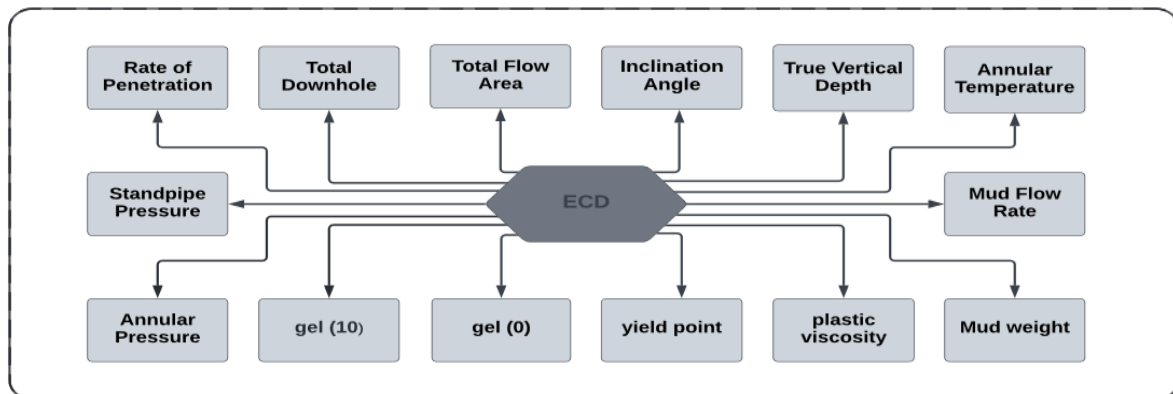 Rate of
Penetration
Total
Downhole
Total Flow
Area
Inclination
Angle
True Vertical
Depth
Annular
Temperature
Standpipe
Pressure
ECD
Mud Flow
Rate
Annular
Pressure
gel (10)
gel (0)
yield point
plastic
viscosity
Mud weight